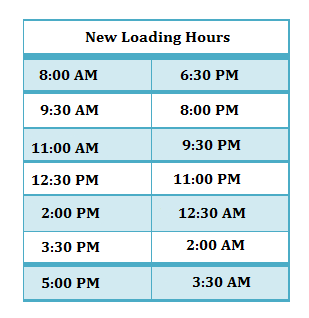 New Loading Hours
8:00 AM 6:30 PM
9:30 AM 8:00 PM
11:00 AM 9:30 PM
12:30 PM 11:00 PM
2:00 PM 12:30 AM
3:30 PM 2:00 AM
5:00 PM 3:30 AM